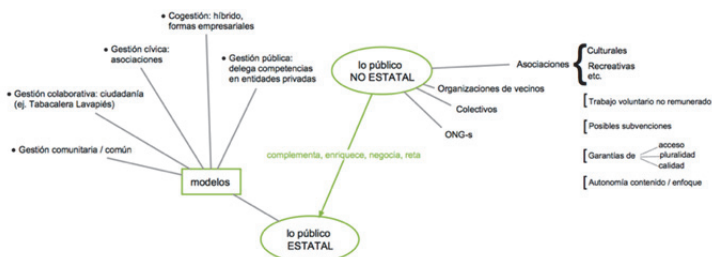 • Cogestión: híbrido,
formas empresariales
• Gestión cívica:
asociaciones
• Gestión pública:
delega competencias
en entidades privadas
• Gestión colaborativa: ciudadanía
(ej. Tabacalera Lavapiés)
• Gestión comunitaria / común
modelos
lo público
NO ESTATAL
complementa, enriquece, negocia, reta
lo público
ESTATAL
Asociaciones
Culturales
Recreativas
etc.
Organizaciones de vecinos
Colectivos
ONG-s
Trabajo voluntario no remunerado
Posibles subvenciones
Garantías de
acceso
pluralidad
calidad
Autonomía contenido / enfoque